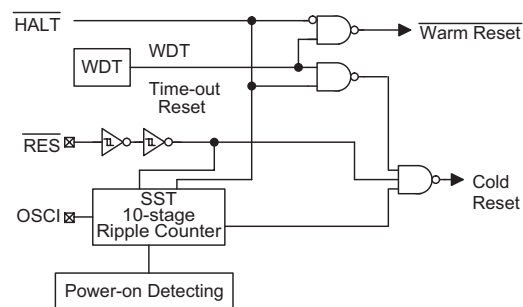 HALT
Warm Reset
WDT
WDT
Time-out
Reset
RES
Cold
Reset
OSCI
SST
10-stage
Ripple Counter
Power-on Detecting